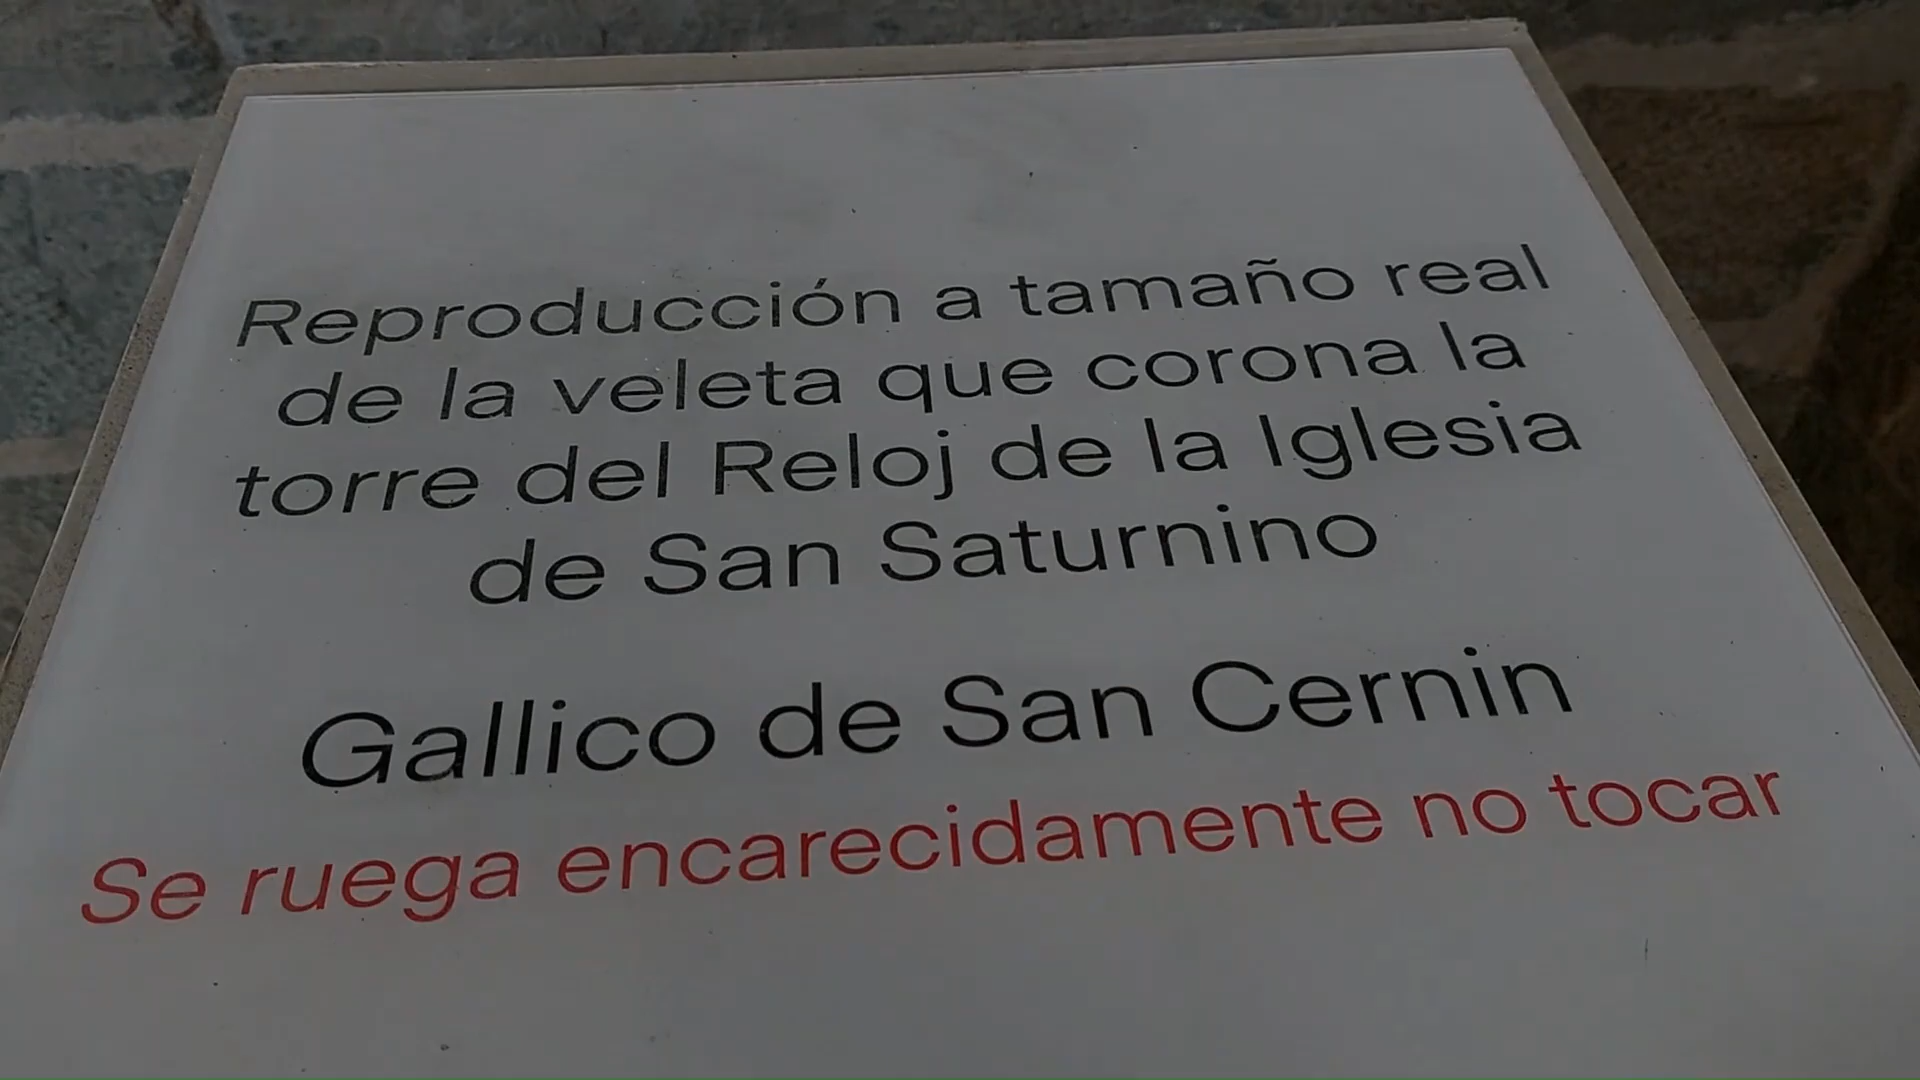 Reproducción a tamaño real
de la veleta que corona la
torre del Reloj de la Iglesia
de San Saturnino
Gallico de San Cernin
Se ruega encarecidamente no tocar